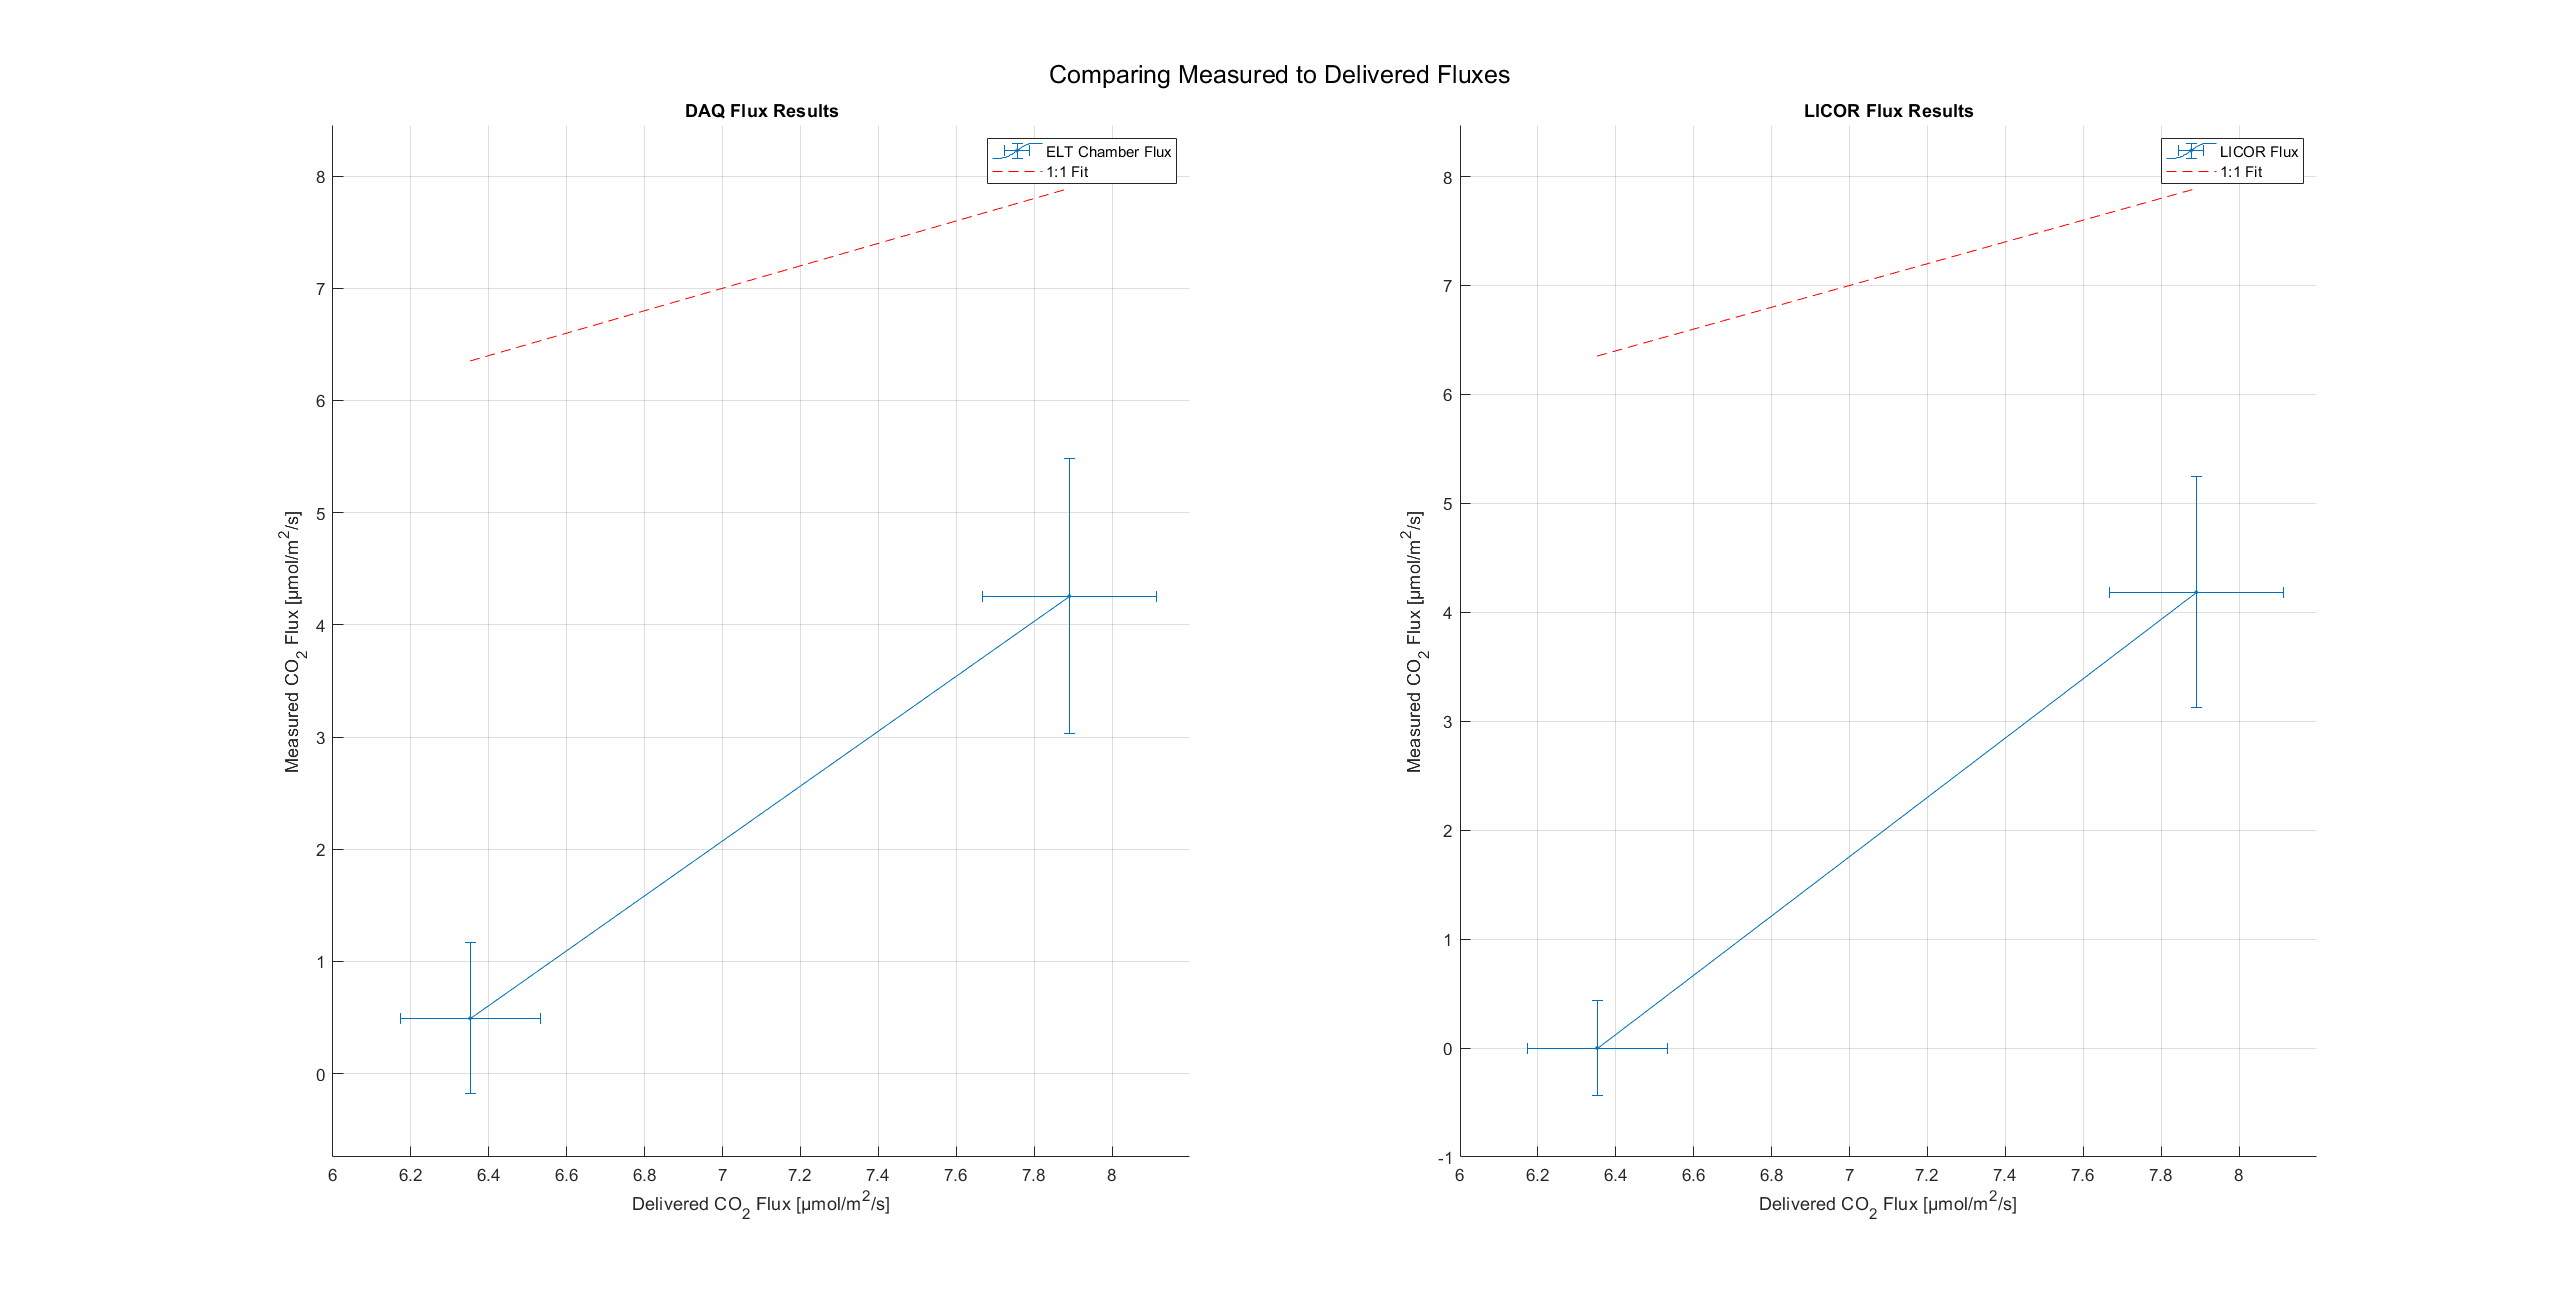 Comparing Measured to Delivered Fluxes
DAQ Flux Results
ELT Chamber Flux
1:1 Fit
8
7
6
5
4
3
2
1
0
Measured CO2 Flux [µmol/m2/s]
6 6.2 6.4 6.6 6.8 7 7.2 7.4 7.6 7.8 8
Delivered CO2 Flux [µmol/m2/s]
LICOR Flux Results
LICOR Flux
1:1 Fit
8
7
6
5
4
3
2
1
0
-1
Measured CO2 Flux [µmol/m2/s]
6 6.2 6.4 6.6 6.8 7 7.2 7.4 7.6 7.8 8
Delivered CO2 Flux [µmol/m2/s]